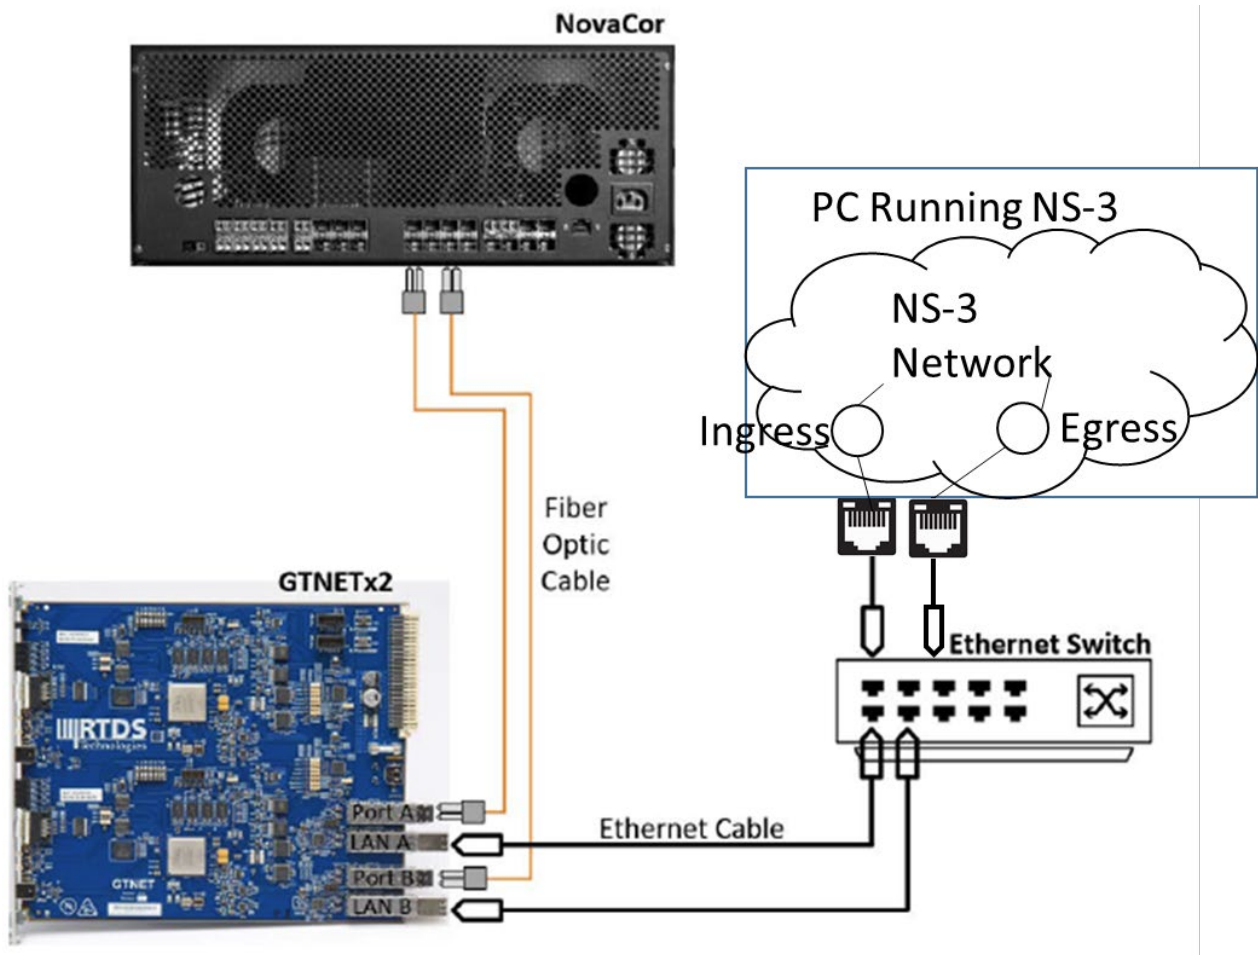 NovaCor
PC Running NS-3
NS-3
Network
Ingress
Egress
Fiber
Optic
Cable
GTNETx2
Ethernet Switch
RTDS
Technologies
Port A
LAN A
Ethernet Cable
Port B
GTNET
LAN B